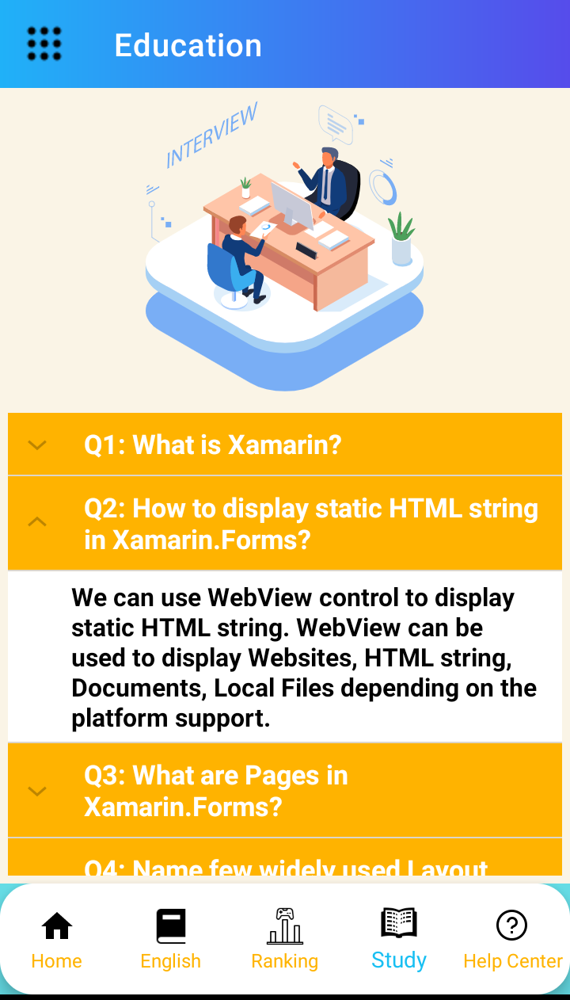 Education
INTERVIEW
Q1: What is Xamarin?
Q2: How to display static HTML string
in Xamarin.Forms?
We can use WebView control to display
static HTML string. WebView can be
used to display Websites, HTML string,
Documents, Local Files depending on the
platform support.
Q3: What are Pages in
Xamarin.Forms?
Q4: Name few widely used Layout
Home
English
Ranking
Study
Help Center